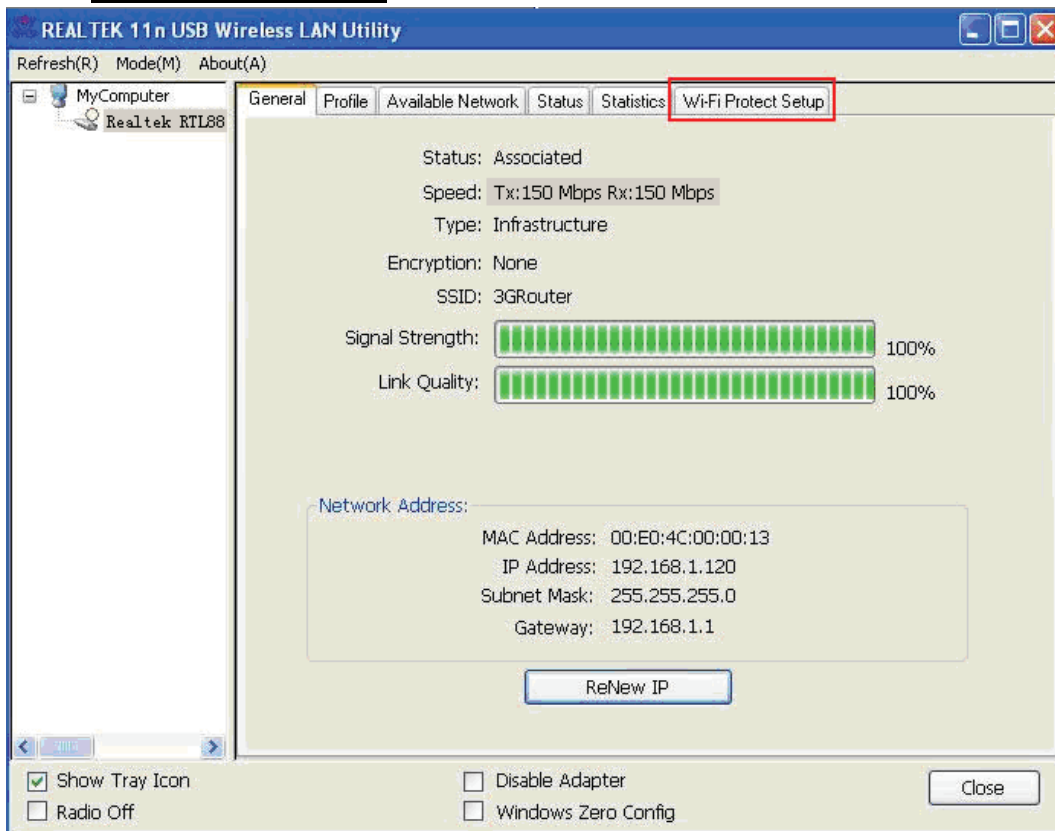 REALTEK 11n USB Wireless LAN Utility
Refresh(R) Mode(M) About(A)
MyComputer
Realtek RTL88
General Profile Available Network Status Statistics Wi-Fi Protect Setup
Status: Associated
Speed: Tx:150 Mbps Rx:150 Mbps
Type: Infrastructure
Encryption: None
SSID: 3GRouter
Signal Strength: 100%
Link Quality: 100%
Network Address:
MAC Address: 00:E0:4C:00:00:13
IP Address: 192.168.1.120
Subnet Mask: 255.255.255.0
Gateway: 192.168.1.1
ReNew IP
Show Tray Icon Disable Adapter Close
Radio Off Windows Zero Config